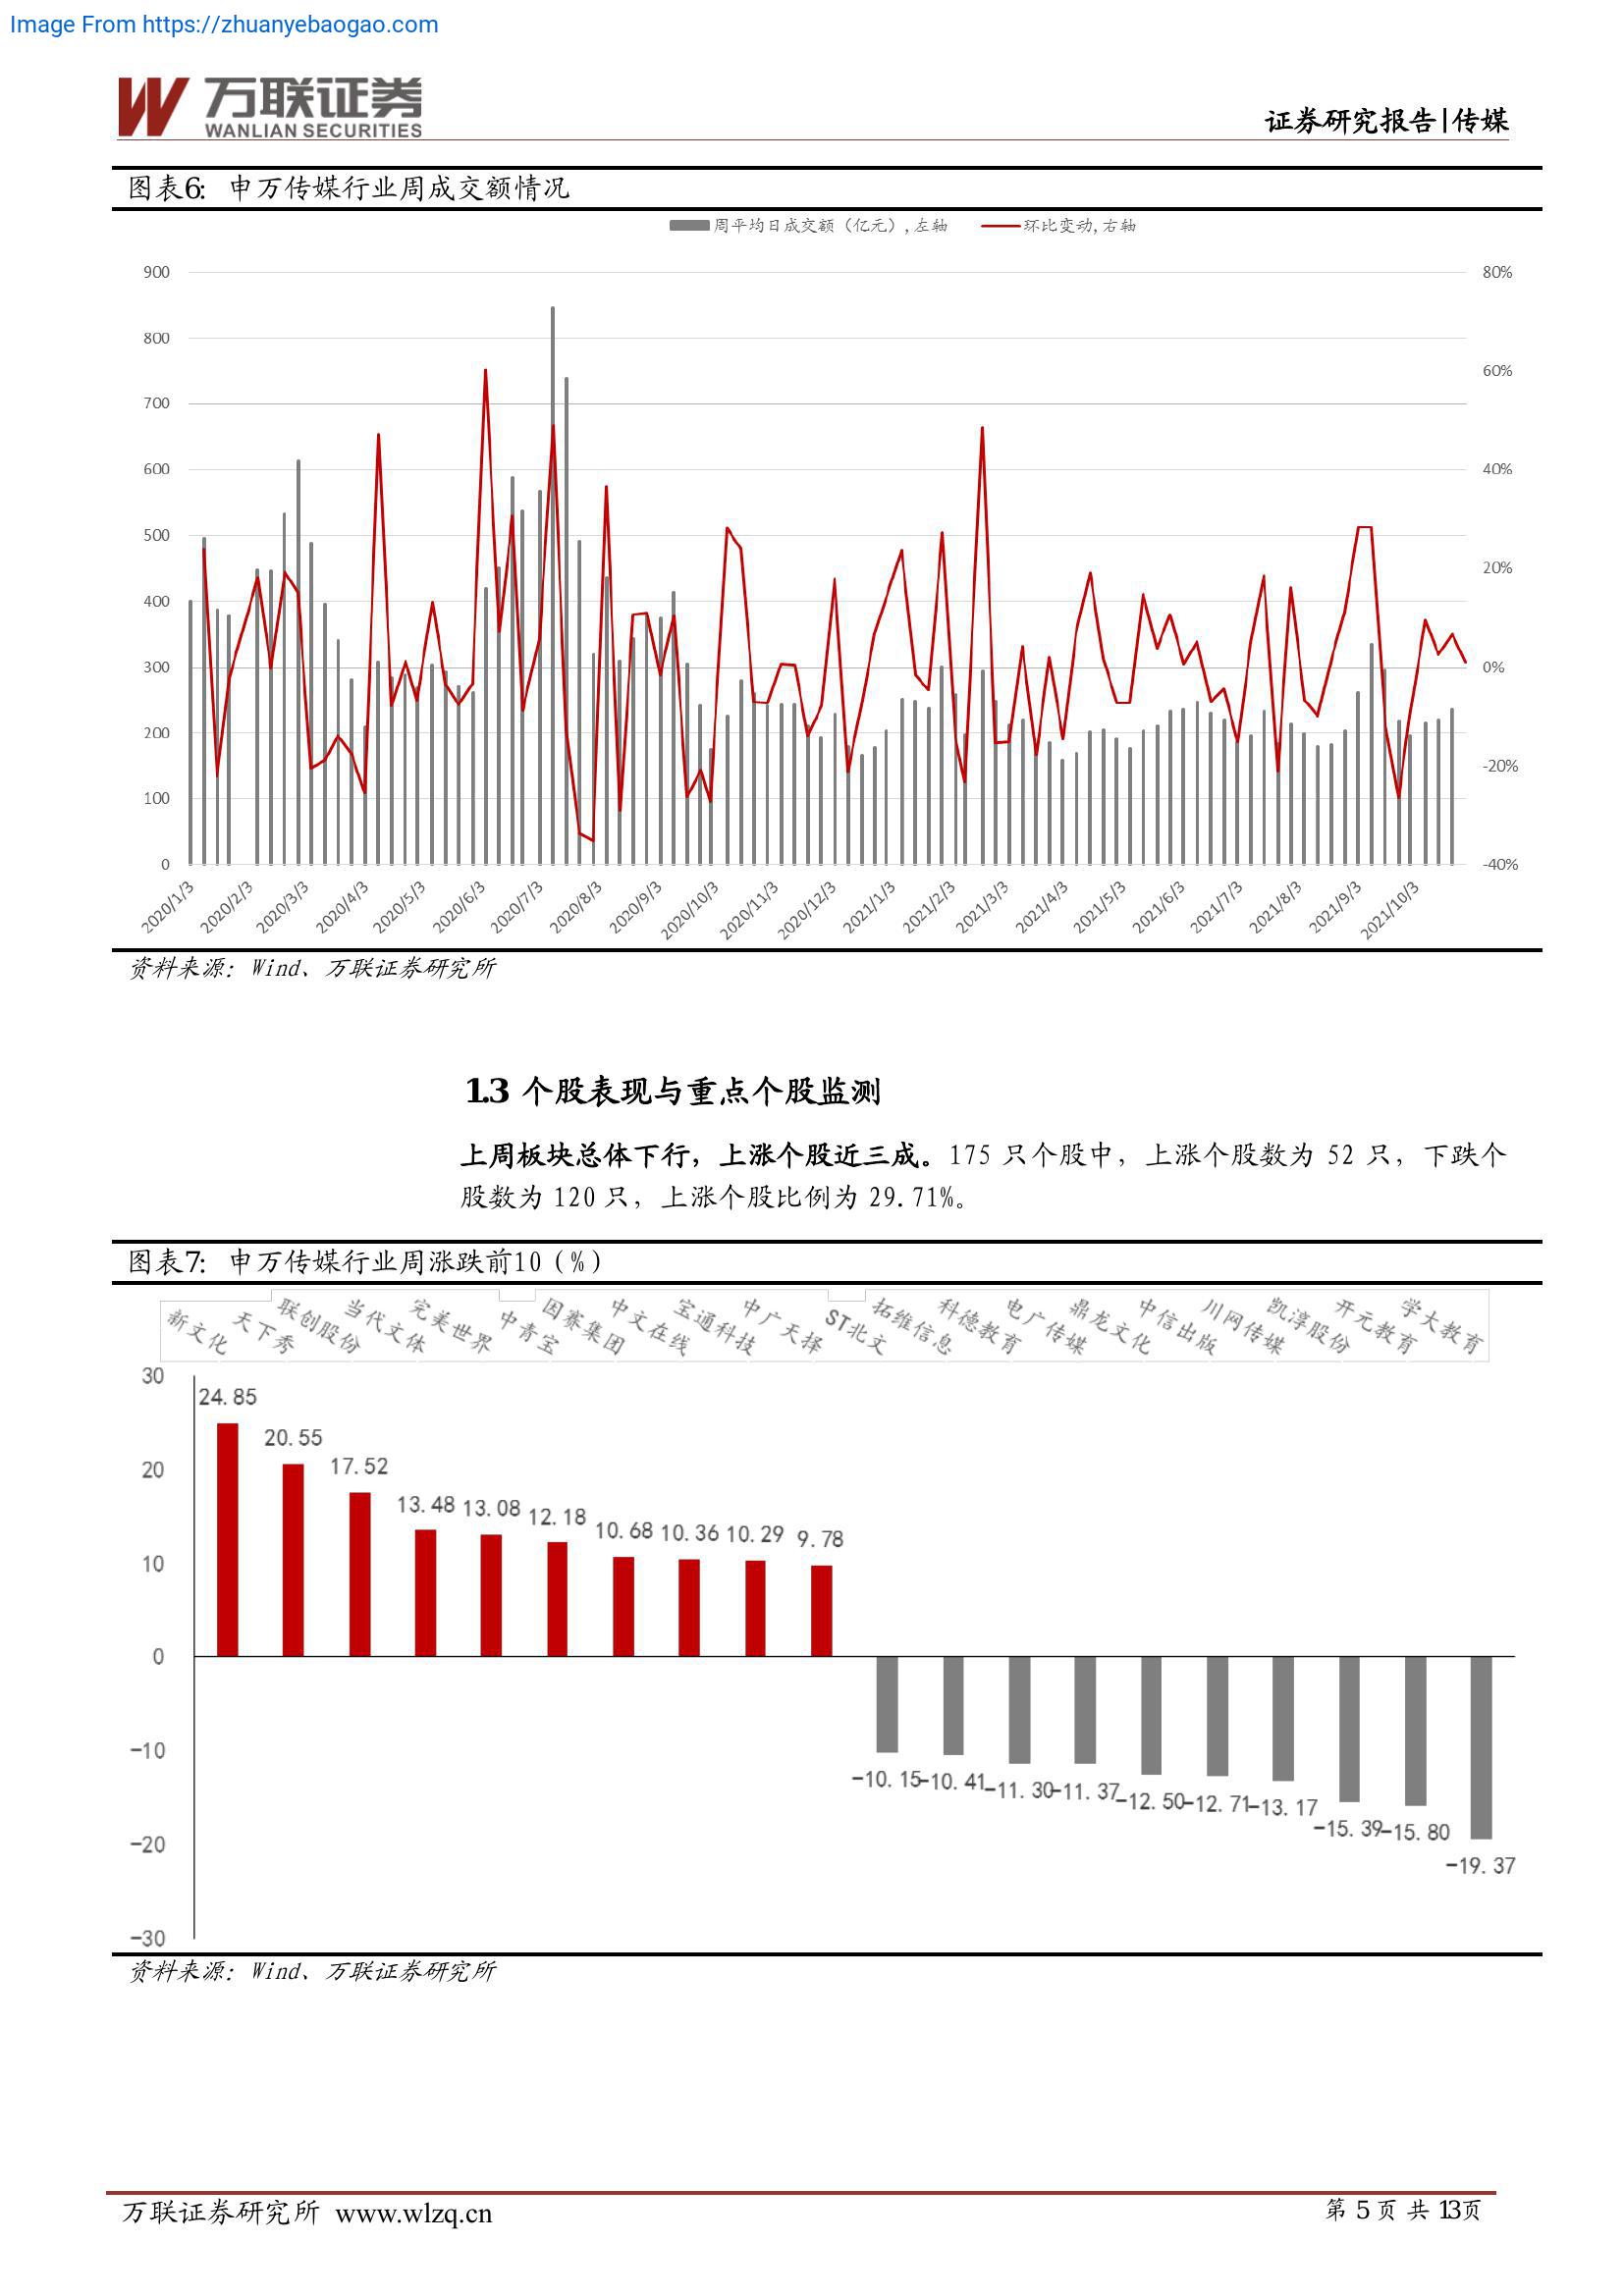 Image From https://zhuanyebaogao.com
万联证券
WANLIAN SECURITIES
证券研究报告|传媒
图表6: 申万传媒行业周成交额情况
周平均日成交额（亿元）,左轴 环比变动,右轴
900 80%
800
700 60%
600 40%
500
400 20%
300 0%
200
100 -20%
0 -40%
2020/1/3 2020/2/3 2020/3/3 2020/4/3 2020/5/3 2020/6/3 2020/7/3 2020/8/3 2020/9/3 2020/10/3 2020/11/3 2020/12/3 2021/1/3 2021/2/3 2021/3/3 2021/4/3 2021/5/3 2021/6/3 2021/7/3 2021/8/3 2021/9/3 2021/10/3
资料来源：Wind、万联证券研究所
1.3 个股表现与重点个股监测
上周板块总体下行，上涨个股近三成。175 只个股中，上涨个股数为 52 只，下跌个
股数为 120 只，上涨个股比例为 29.71%。
图表7: 申万传媒行业周涨跌前10（%）
新文化 天下秀 联创股份 当代文体 完美世界 中青宝 因赛集团 中文在线 宝通科技 中广天择 ST北文 拓维信息 科德教育 电广传媒 鼎龙文化 中信出版 川网传媒 凯淳股份 开元教育 学大教育
30
24.85
20.55
20
17.52
13.48 13.08 12.18 10.68 10.36 10.29 9.78
10
0
-10
-10.15 -10.41 -11.30 -11.37 -12.50 -12.71 -13.17
-15.39 -15.80
-20
-19.37
-30
资料来源：Wind、万联证券研究所
万联证券研究所 www.wlzq.cn
第 5 页 共 13页